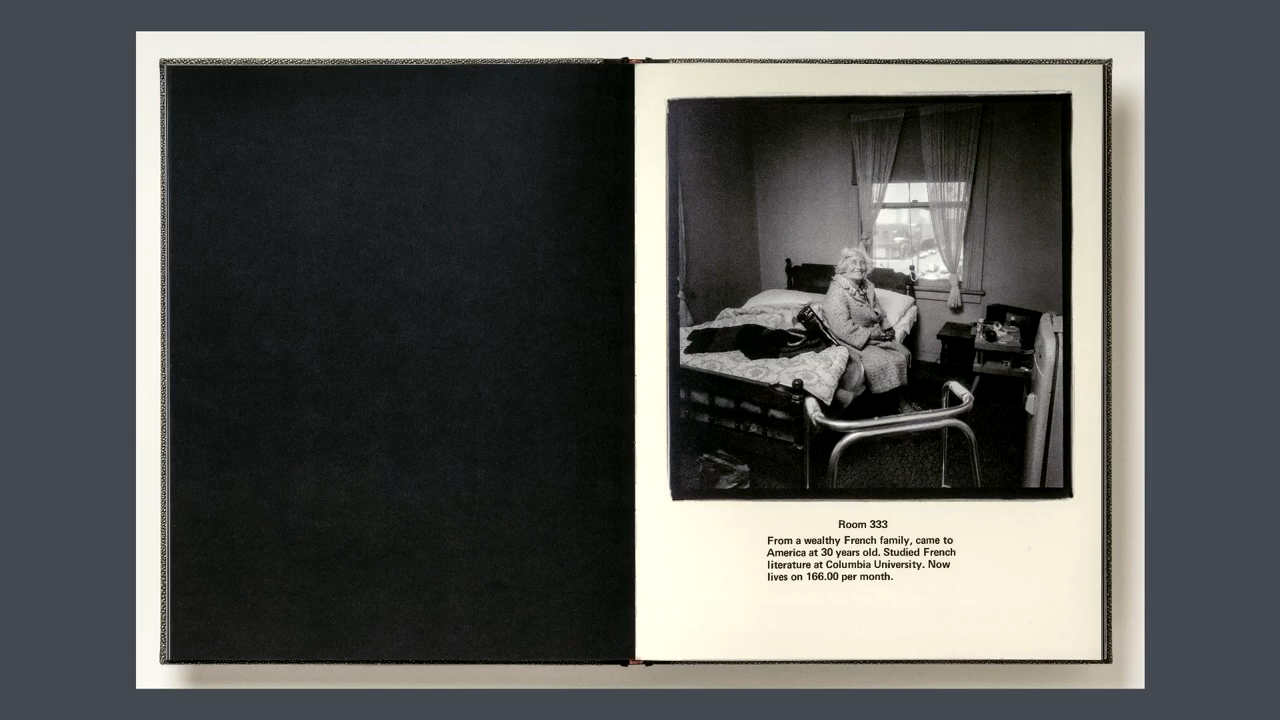 Room 333
From a wealthy French family, came to
America at 30 years old. Studied French
literature at Columbia University. Now
lives on 166.00 per month.